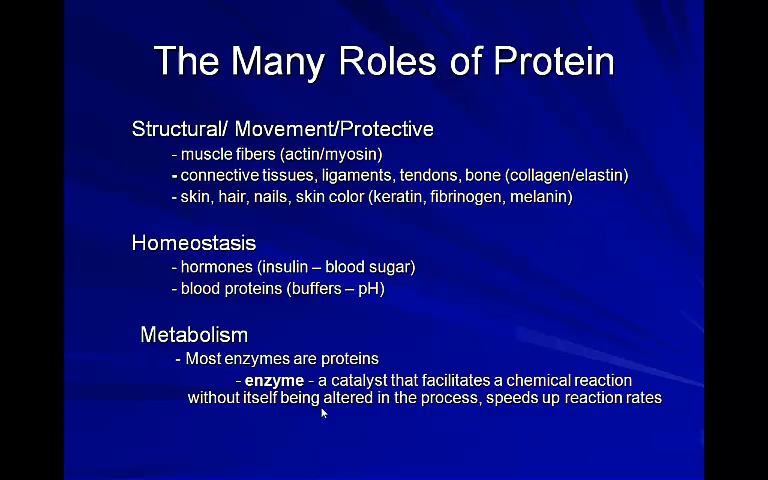 The Many Roles of Protein
Structural/ Movement/Protective
- muscle fibers (actin/myosin)
- connective tissues, ligaments, tendons, bone (collagen/elastin)
- skin, hair, nails, skin color (keratin, fibrinogen, melanin)
Homeostasis
- hormones (insulin – blood sugar)
- blood proteins (buffers – pH)
Metabolism
- Most enzymes are proteins
- enzyme - a catalyst that facilitates a chemical reaction
without itself being altered in the process, speeds up reaction rates